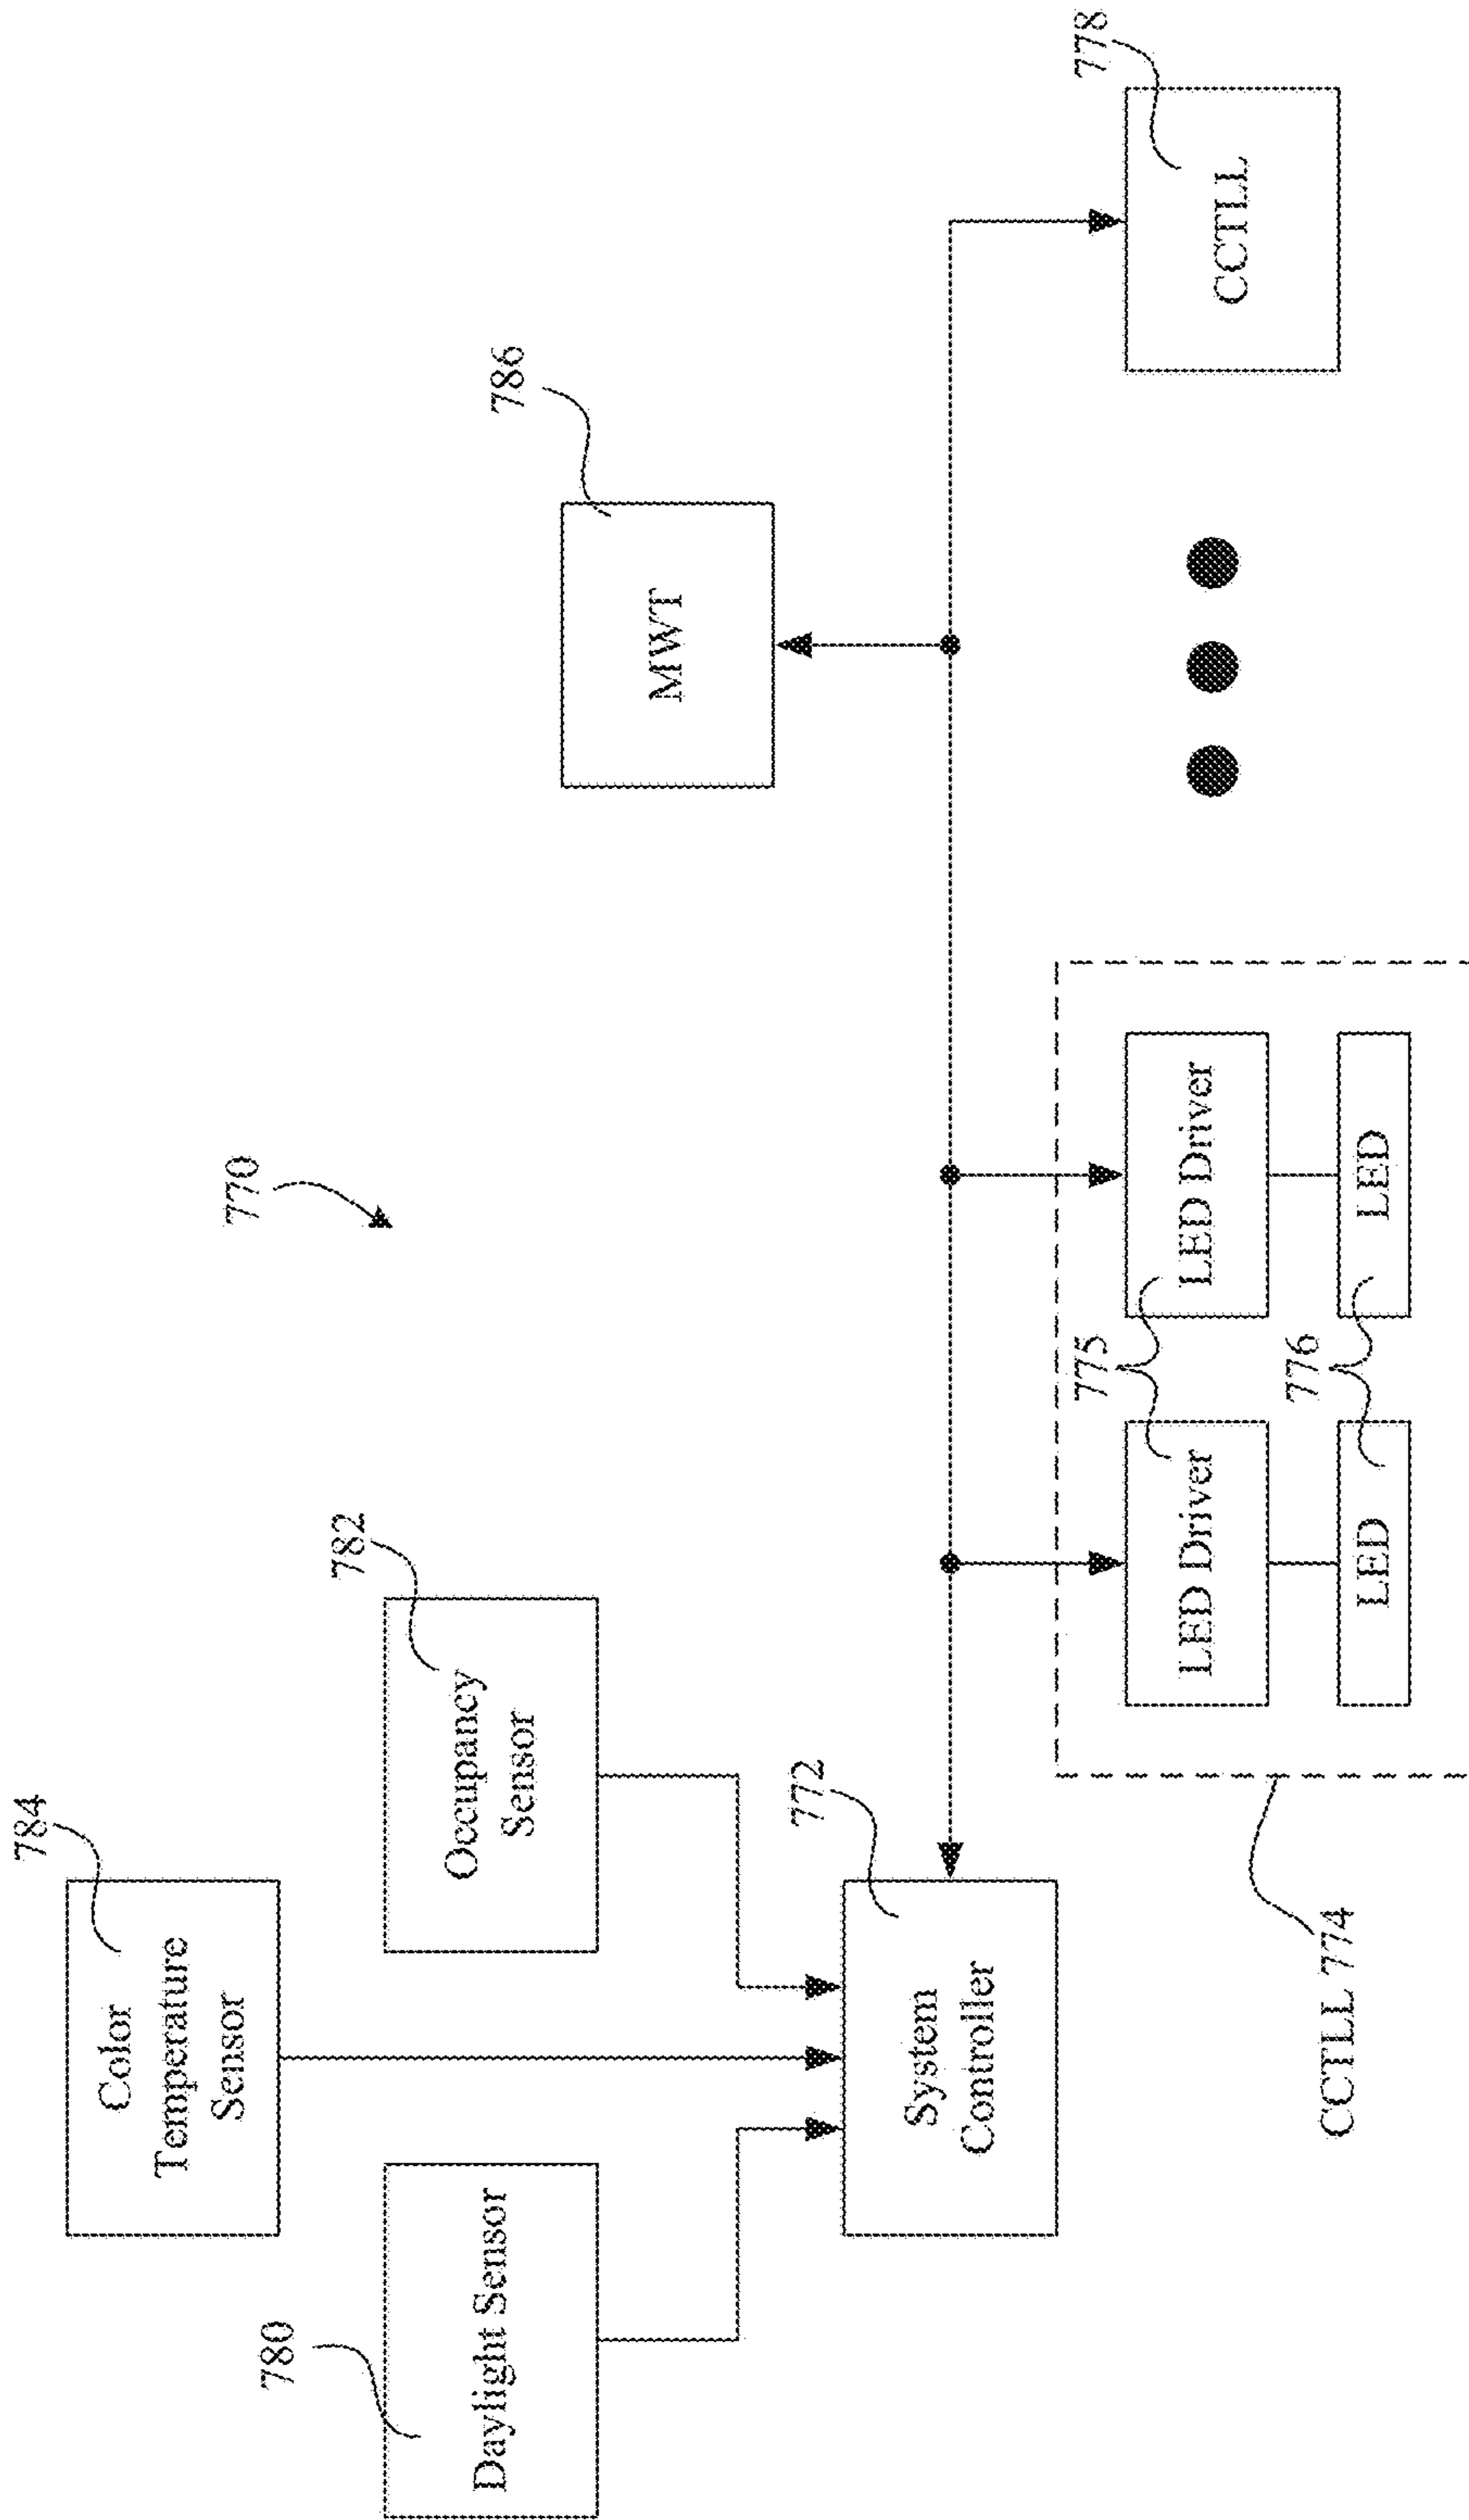 770
784
Color
Temperature
Sensor
780
Daylight Sensor
782
Occupancy
Sensor
786
MWT
772
System
Controller
778
CCTLL
LED Driver
775
LED Driver
LED
776
LED
CCTLL 774